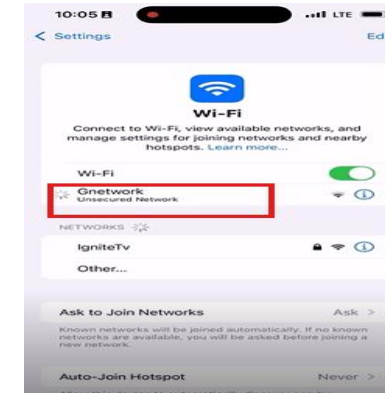 10:05
LTE
Settings
Ed
Wi-Fi
Connect to Wi-Fi, view available networks, and
manage settings for joining networks and nearby
hotspots. Learn more...
Wi-Fi
Gnetwork
Unsecured Network
NETWORKS
IgniteTv
Other...
Ask to Join Networks
Ask
Known networks will be joined automatically. If no known
networks are available, you will be asked before joining a
new network.
Auto-Join Hotspot
Never